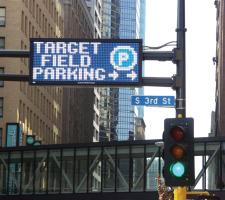 TARGET
FIELD
PARKING
P
S 3rd St